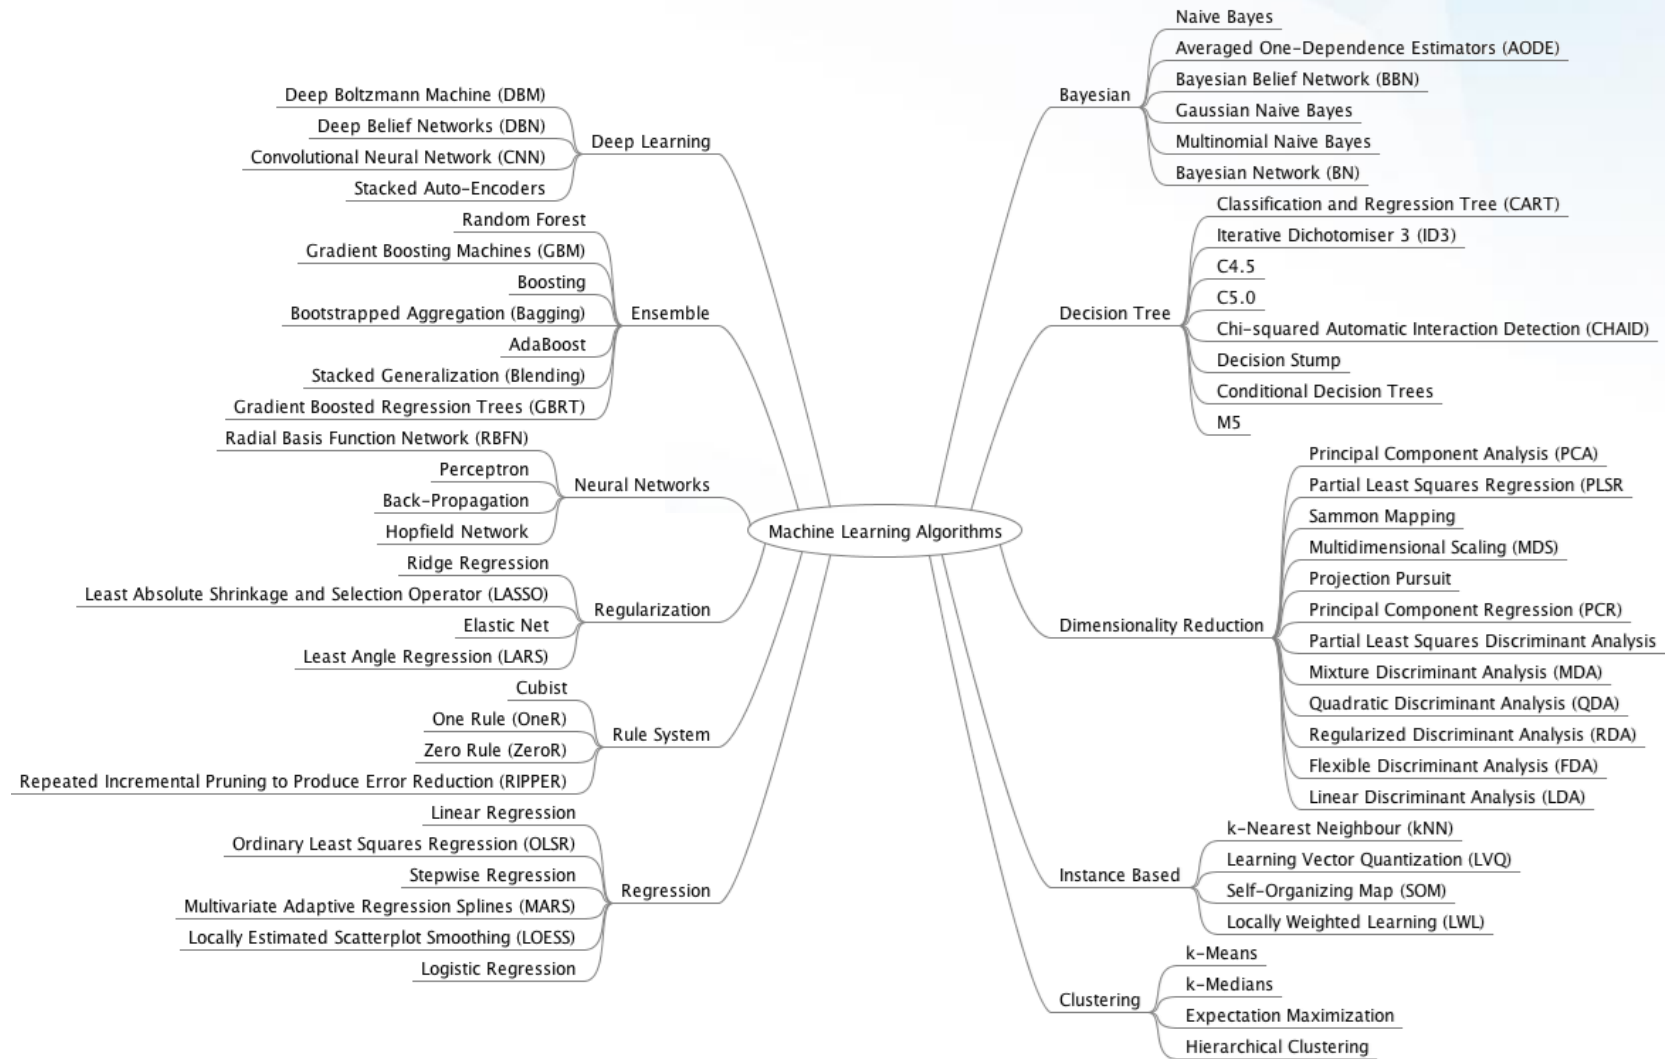 Deep Boltzmann Machine (DBM)
Deep Belief Networks (DBN)
Convolutional Neural Network (CNN)
Stacked Auto-Encoders
Deep Learning
Random Forest
Gradient Boosting Machines (GBM)
Boosting
Bootstrapped Aggregation (Bagging)
AdaBoost
Stacked Generalization (Blending)
Gradient Boosted Regression Trees (GBRT)
Ensemble
Radial Basis Function Network (RBFN)
Perceptron
Back-Propagation
Hopfield Network
Neural Networks
Ridge Regression
Least Absolute Shrinkage and Selection Operator (LASSO)
Elastic Net
Least Angle Regression (LARS)
Regularization
Cubist
One Rule (OneR)
Zero Rule (ZeroR)
Repeated Incremental Pruning to Produce Error Reduction (RIPPER)
Rule System
Linear Regression
Ordinary Least Squares Regression (OLSR)
Stepwise Regression
Multivariate Adaptive Regression Splines (MARS)
Locally Estimated Scatterplot Smoothing (LOESS)
Logistic Regression
Regression
Machine Learning Algorithms
Bayesian
Naive Bayes
Averaged One-Dependence Estimators (AODE)
Bayesian Belief Network (BBN)
Gaussian Naive Bayes
Multinomial Naive Bayes
Bayesian Network (BN)
Decision Tree
Classification and Regression Tree (CART)
Iterative Dichotomiser 3 (ID3)
C4.5
C5.0
Chi-squared Automatic Interaction Detection (CHAID)
Decision Stump
Conditional Decision Trees
M5
Dimensionality Reduction
Principal Component Analysis (PCA)
Partial Least Squares Regression (PLSR
Sammon Mapping
Multidimensional Scaling (MDS)
Projection Pursuit
Principal Component Regression (PCR)
Partial Least Squares Discriminant Analysis
Mixture Discriminant Analysis (MDA)
Quadratic Discriminant Analysis (QDA)
Regularized Discriminant Analysis (RDA)
Flexible Discriminant Analysis (FDA)
Linear Discriminant Analysis (LDA)
Instance Based
k-Nearest Neighbour (kNN)
Learning Vector Quantization (LVQ)
Self-Organizing Map (SOM)
Locally Weighted Learning (LWL)
Clustering
k-Means
k-Medians
Expectation Maximization
Hierarchical Clustering